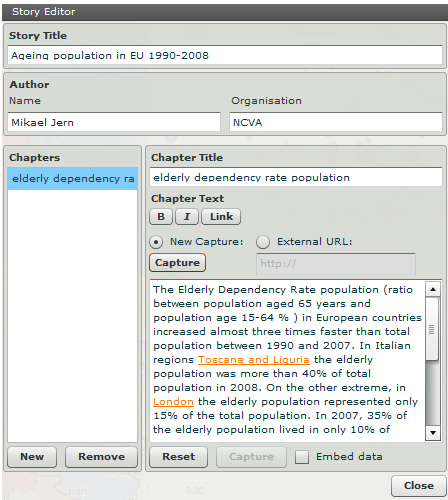 Story Editor
Story Title
Ageing population in EU 1990-2008
Author
Name
Organisation
Mikael Jern
NCVA
Chapters
elderly dependency ra
New
Remove
Chapter Title
elderly dependency rate population
Chapter Text
B
I
Link
New Capture:
External URL:
Capture
http://
The Elderly Dependency Rate population (ratio
between population aged 65 years and
population age 15-64 % ) in European countries
increased almost three times faster than total
population between 1990 and 2007. In Italian
regions Toscana and Liguria the elderly
population was more than 40% of total
population in 2008. On the other extreme, in
London the elderly population represented only
15% of the total population. In 2007, 35% of
the elderly population lived in only 10% of
Reset
Capture
Embed data
Close
Bari
5.00